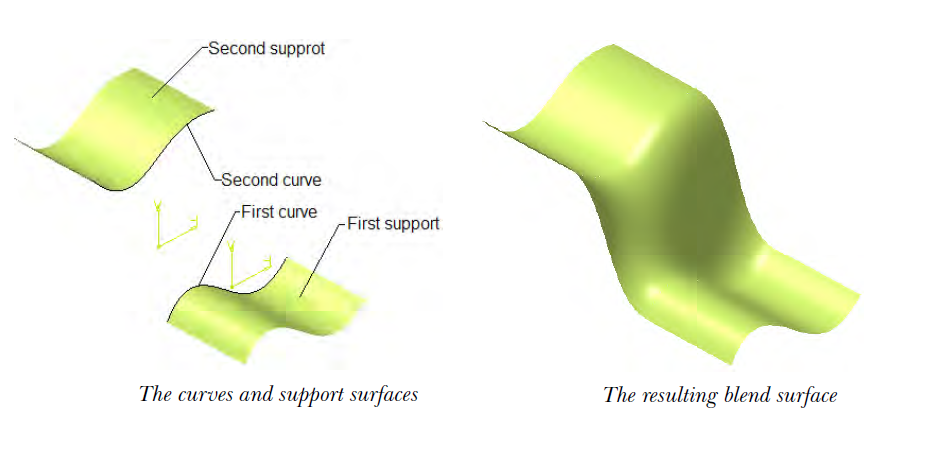 Second supprot
Second curve
First curve
First support
The curves and support surfaces
The resulting blend surface